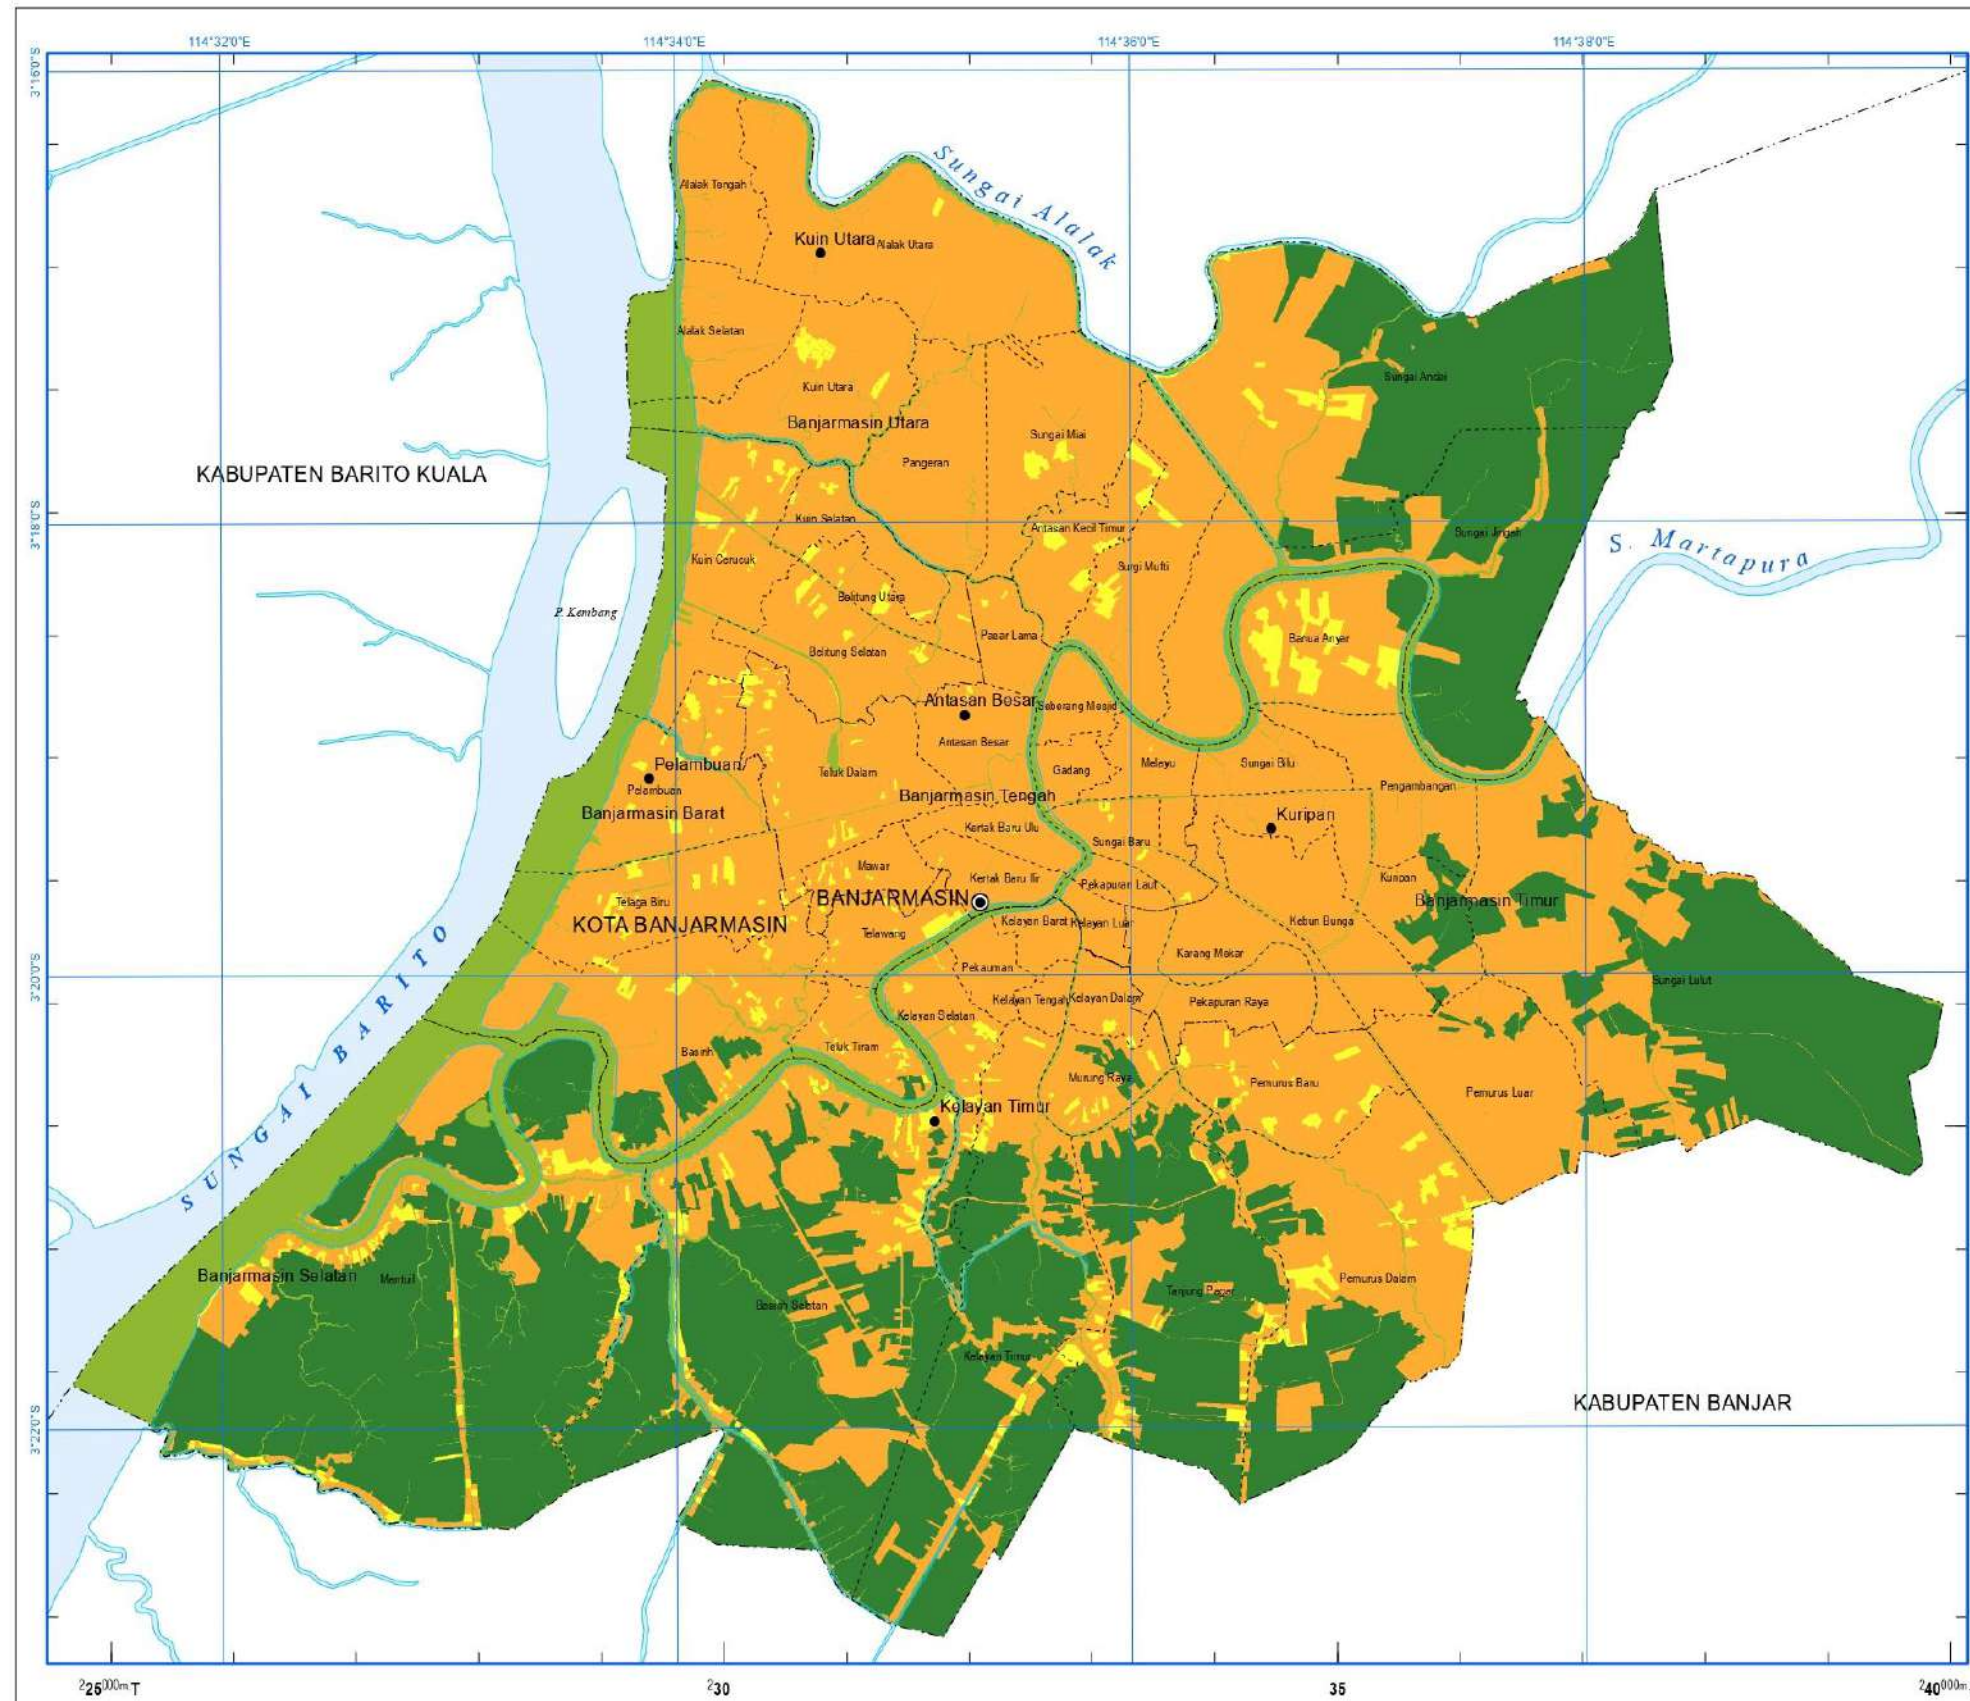 114°32'0"E
114°34'0"E
114°36'0"E
114°38'0"E
3°16'0"S
Sungai Alalak
Alalak Tengah
Kuin Utara
Alalak Utara
Alalak Selatan
Sungai Andai
Kuin Utara
Banjarmasin Utara
Sungai Miai
Pangeran
KABUPATEN BARITO KUALA
3°18'0"S
Kuin Selatan
Antasan Kecil Timur
Sungai Jingah
S. Martapura
Kuin Cerucuk
Surgi Mufti
Belitung Utara
P. Kembang
Pasar Lama
Banua Anyar
Belitung Selatan
Antasan Besar
Seberang Mesjid
Antasan Besar
Pelambuan
Teluk Dalam
Gadang
Melayu
Sungai Bilu
Pengambangan
Pelambuan
Banjarmasin Tengah
Banjarmasin Barat
Kuripan
Kertak Baru Ulu
Sungai Baru
Mawar
Kertak Baru Ilir
Pekapuran Laut
Kuripan
Telaga Biru
BANJARMASIN
Banjarmasin Timur
KOTA BANJARMASIN
Telawang
Kelayan Barat
Kelayan Luar
Kebun Bunga
Karang Mekar
3°20'0"S
Pekauman
Sungai Lulut
Kelayan Tengah
Kelayan Dalam
Pekapuran Raya
Kelayan Selatan
SUNGAI BARITO
Basirih
Teluk Tiram
Murung Raya
Pemurus Baru
Pemurus Luar
Kelayan Timur
Banjarmasin Selatan
Mantuil
Basirih Selatan
Tanjung Pagar
Pemurus Dalam
Kelayan Timur
KABUPATEN BANJAR
3°22'0"S
225000m.T
230
35
240000m.